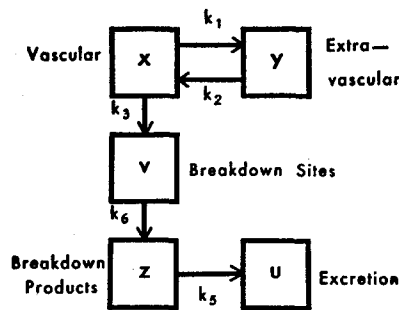 k1
Vascular x y Extra—
vascular
k2
k3
v Breakdown Sites
k6
Breakdown
Products z u Excretion
k5